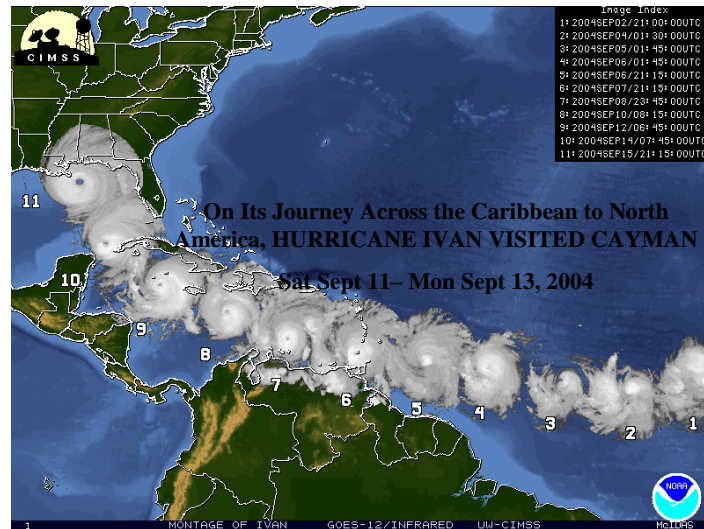 CIMSS
Image Index
1: 2004SEP02/21:00:00UTC
2: 2004SEP04/01:30:00UTC
3: 2004SEP05/01:45:00UTC
4: 2004SEP06/01:45:00UTC
5: 2004SEP06/21:15:00UTC
6: 2004SEP07/21:15:00UTC
7: 2004SEP08/23:45:00UTC
8: 2004SEP10/08:15:00UTC
9: 2004SEP12/06:45:00UTC
10: 2004SEP14/07:45:00UTC
11: 2004SEP15/21:15:00UTC
On Its Journey Across the Caribbean to North
America, HURRICANE IVAN VISITED CAYMAN
Sat Sept 11– Mon Sept 13, 2004
11
10
9
8
7
6
5
4
3
2
1
NOAA
1 MONTAGE OF IVAN GOES-12/INFRARED UW-CIMSS McIDAS